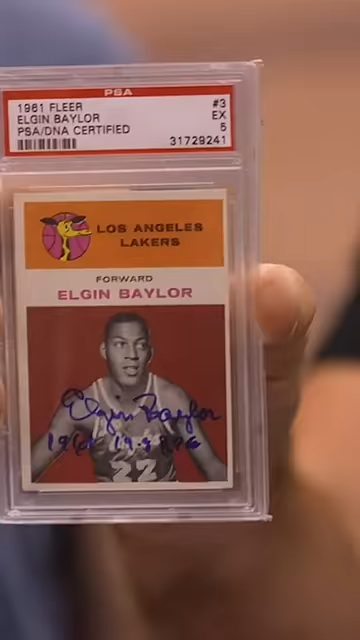 PSA
1961 FLEER #3
ELGIN BAYLOR EX
PSA/DNA CERTIFIED 5
31729241
LOS ANGELES
LAKERS
FORWARD
ELGIN BAYLOR
Elgin Baylor
22